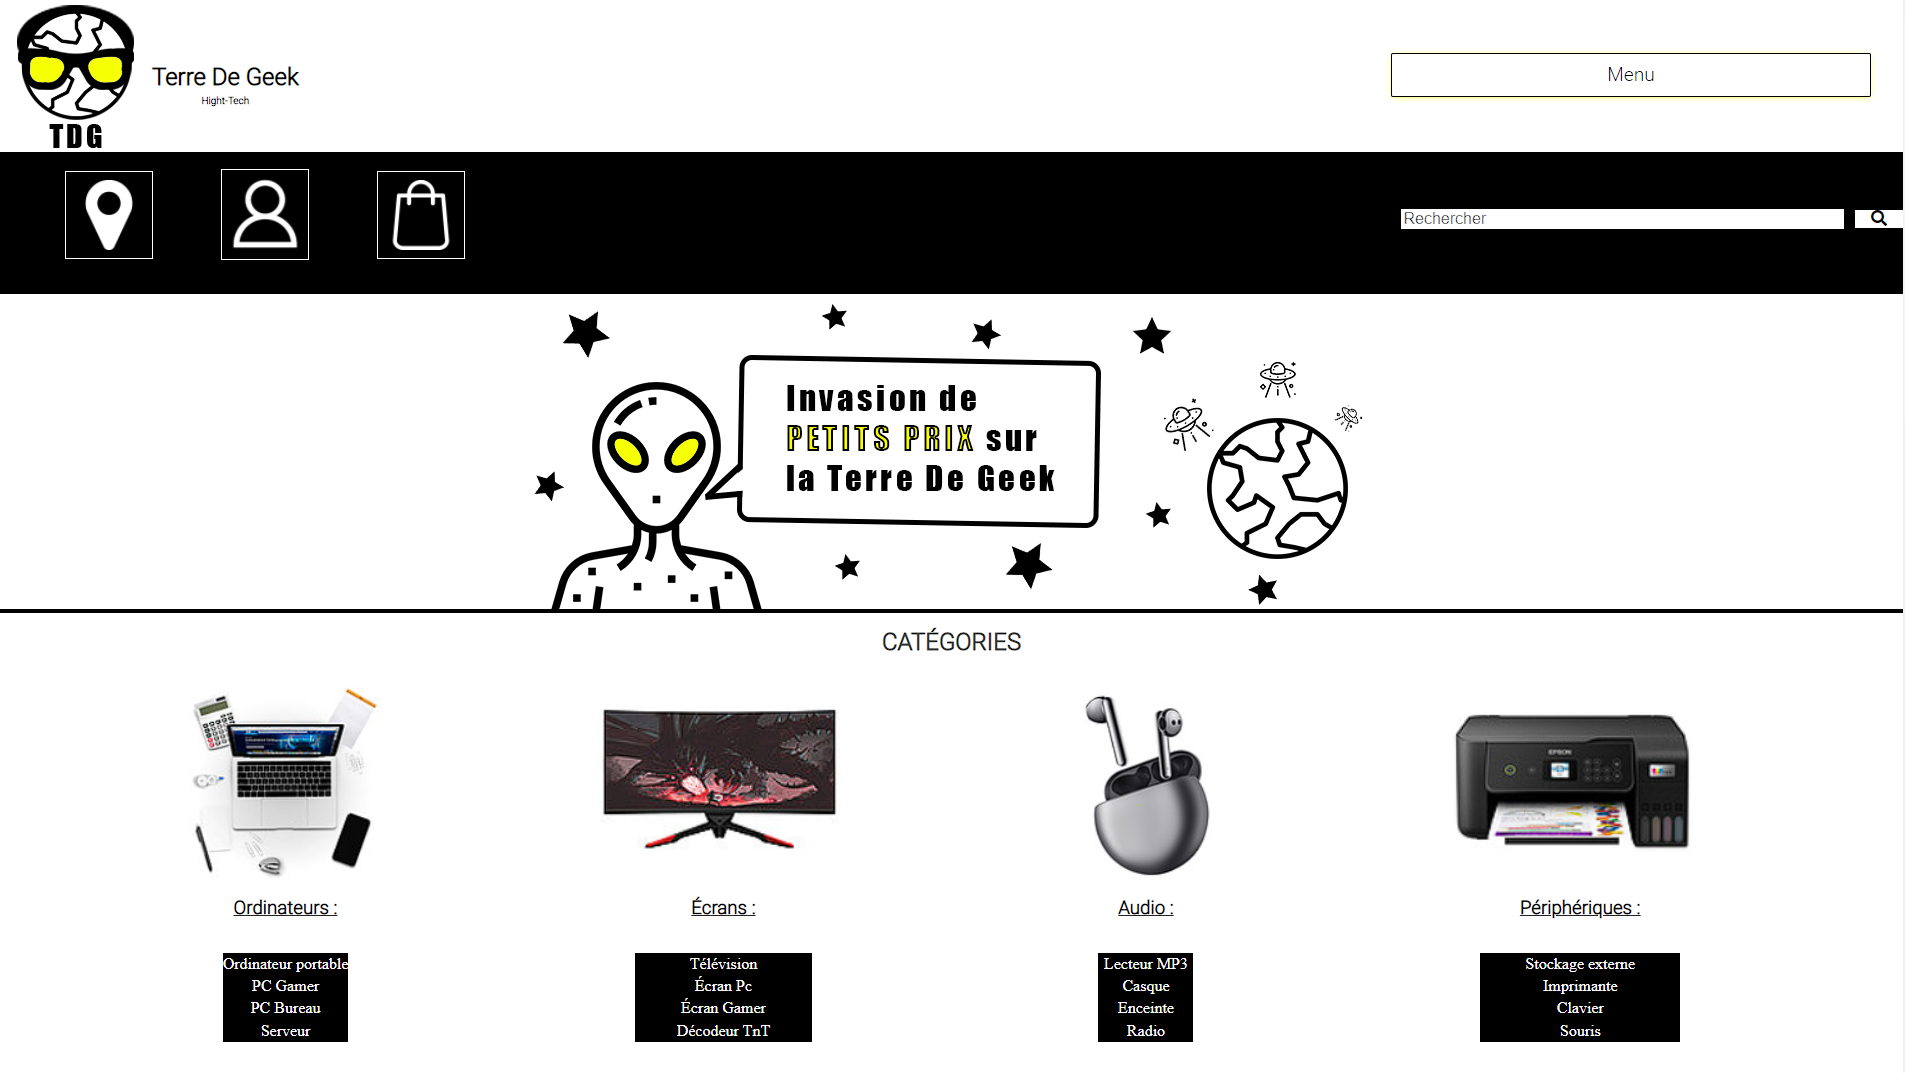 TDG
Terre De Geek
Hight-Tech
Menu
Rechercher
Invasion de
PETITS PRIX sur
la Terre De Geek
CATÉGORIES
EPSON
Ordinateurs :
Écrans :
Audio :
Périphériques :
Ordinateur portable
PC Gamer
PC Bureau
Serveur
Télévision
Écran Pc
Écran Gamer
Décodeur TnT
Lecteur MP3
Casque
Enceinte
Radio
Stockage externe
Imprimante
Clavier
Souris